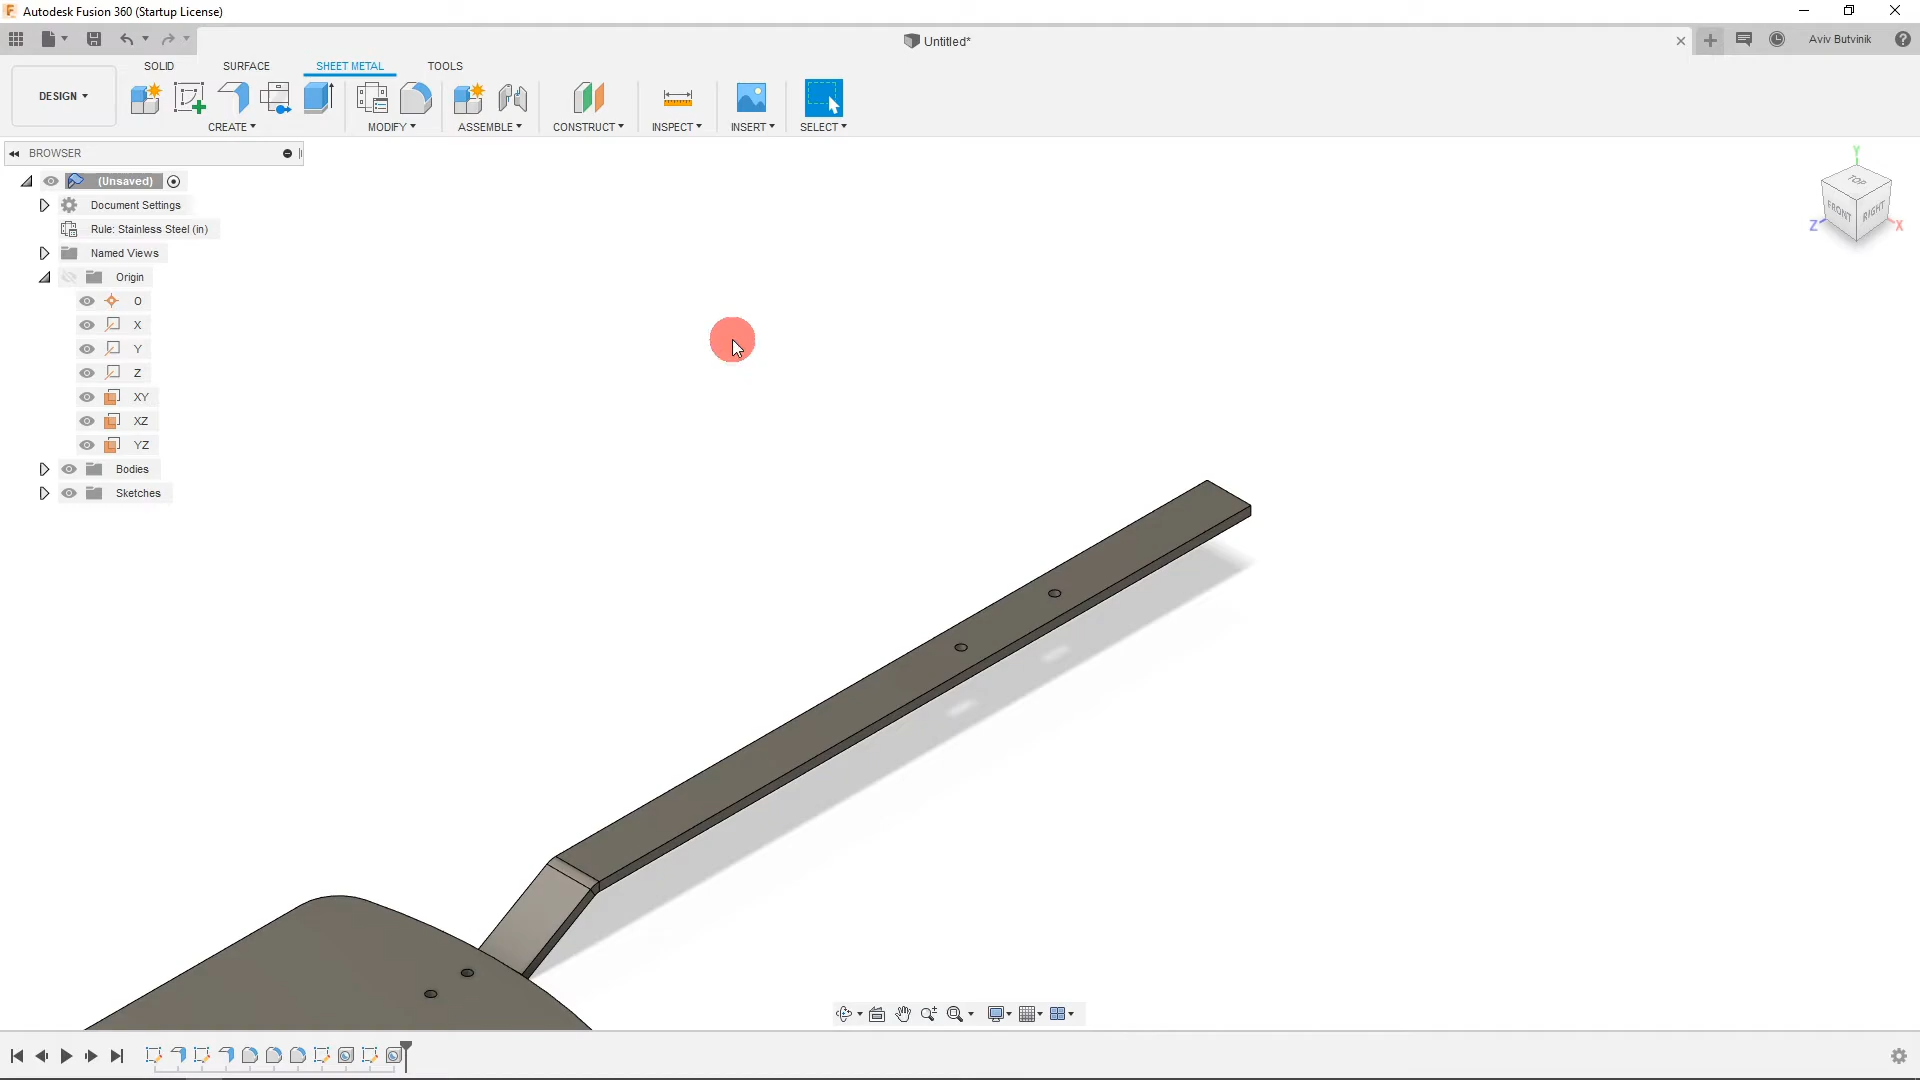 Autodesk Fusion 360 (Startup License)
Untitled*
Aviv Butvinik
SOLID SURFACE SHEET METAL TOOLS
DESIGN
CREATE MODIFY ASSEMBLE CONSTRUCT INSPECT INSERT SELECT
BROWSER
(Unsaved)
Document Settings
Rule: Stainless Steel (in)
Named Views
Origin
O
X
Y
Z
XY
XZ
YZ
Bodies
Sketches
Y
TOP
FRONT RIGHT
Z X